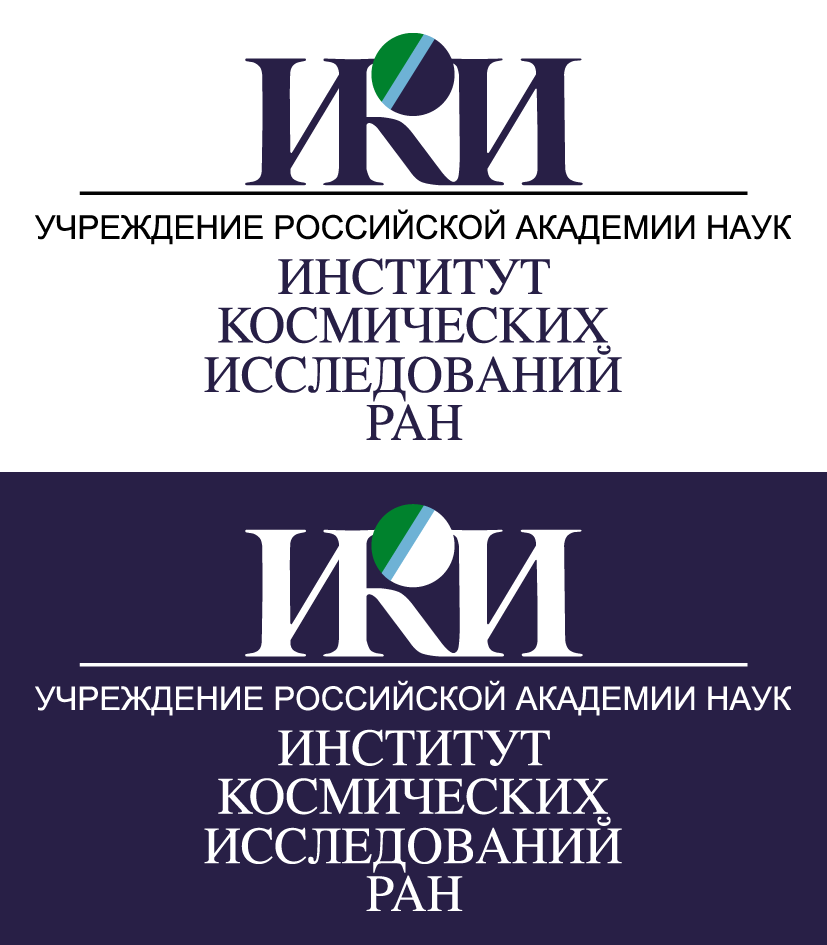 ИКИ
УЧРЕЖДЕНИЕ РОССИЙСКОЙ АКАДЕМИИ НАУК
ИНСТИТУТ
КОСМИЧЕСКИХ
ИССЛЕДОВАНИЙ
РАН
ИКИ
УЧРЕЖДЕНИЕ РОССИЙСКОЙ АКАДЕМИИ НАУК
ИНСТИТУТ
КОСМИЧЕСКИХ
ИССЛЕДОВАНИЙ
РАН